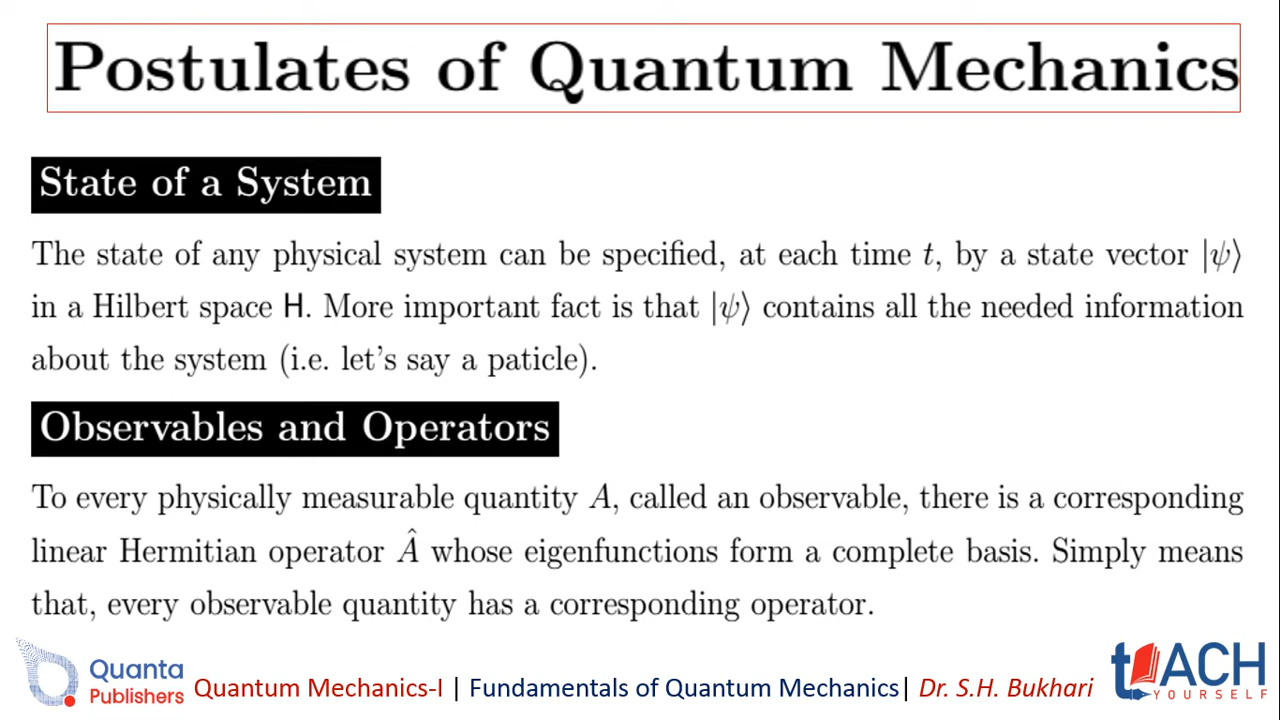 Postulates of Quantum Mechanics
State of a System
The state of any physical system can be specified, at each time t, by a state vector |ψ⟩
in a Hilbert space H. More important fact is that |ψ⟩ contains all the needed information
about the system (i.e. let's say a paticle).
Observables and Operators
To every physically measurable quantity A, called an observable, there is a corresponding
linear Hermitian operator Â whose eigenfunctions form a complete basis. Simply means
that, every observable quantity has a corresponding operator.
Quanta
Publishers
Quantum Mechanics-I | Fundamentals of Quantum Mechanics| Dr. S.H. Bukhari
tEACH
YOURSELF